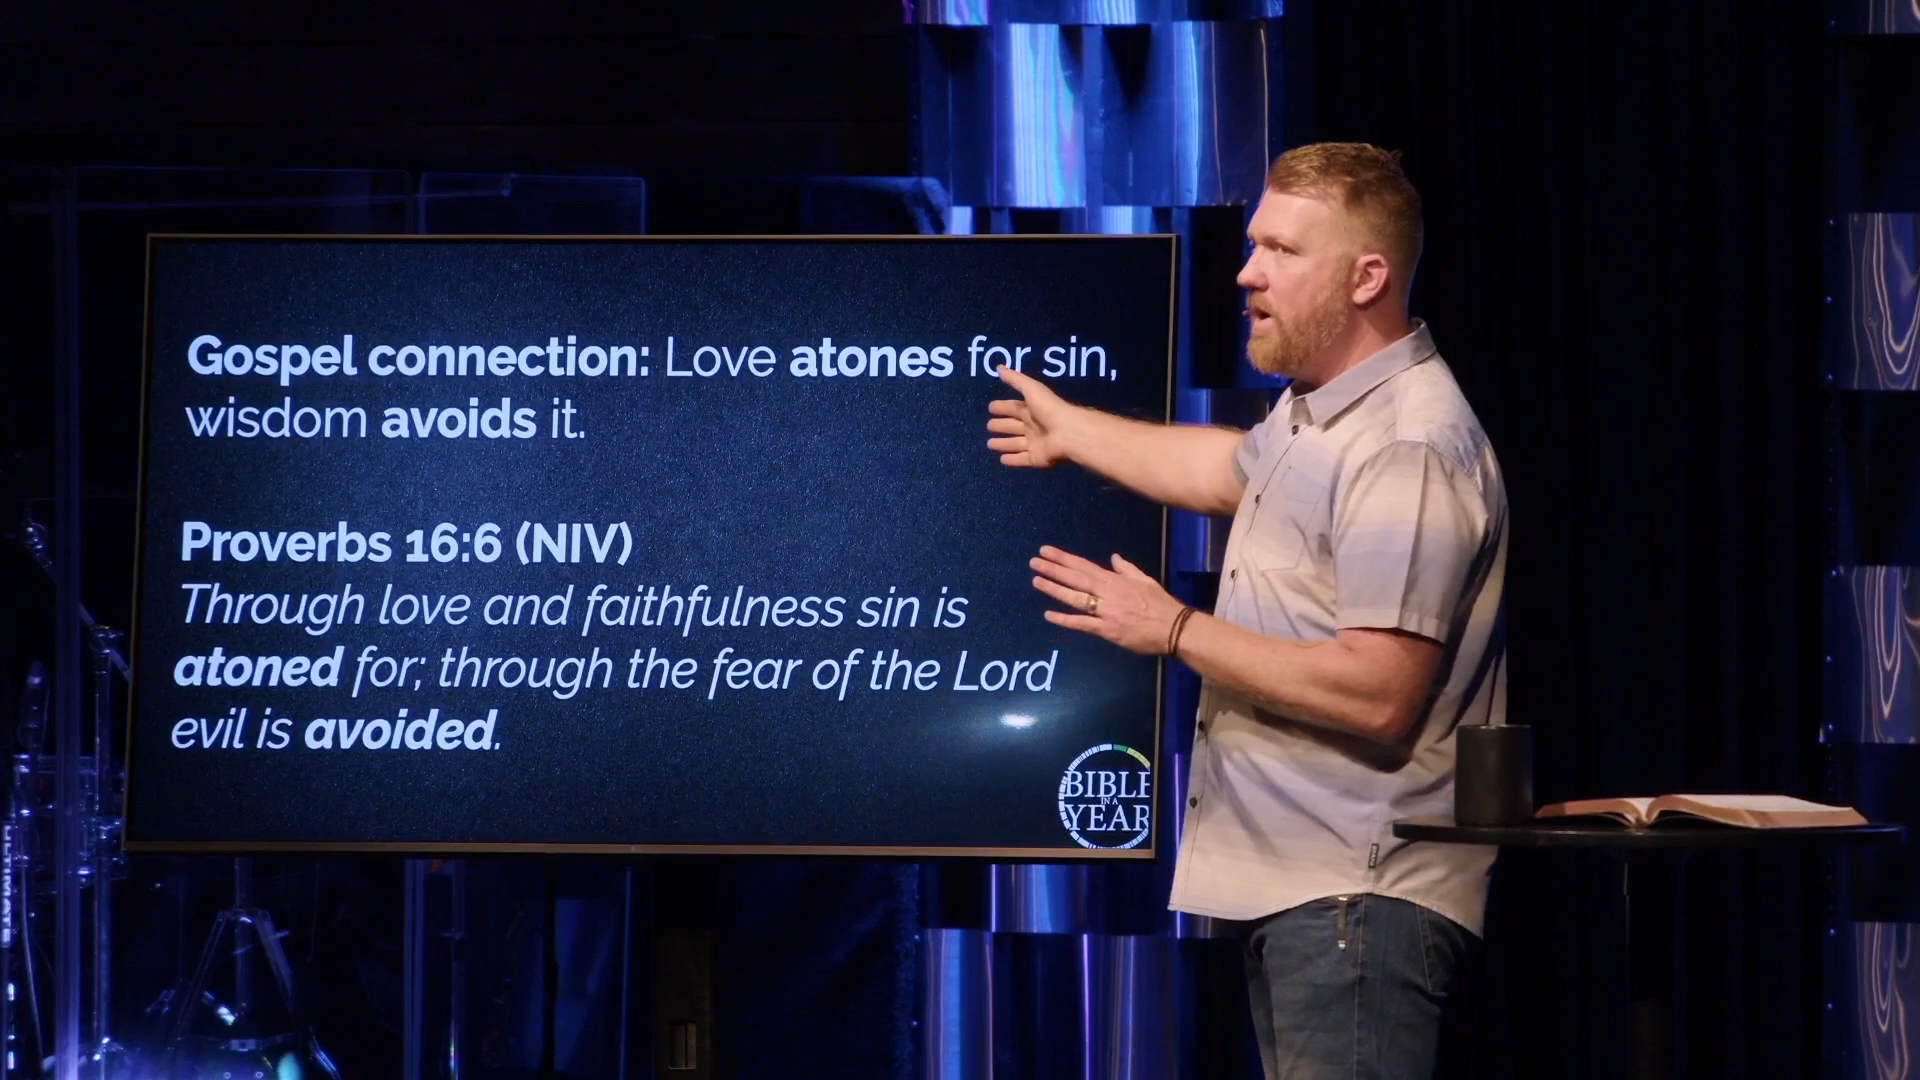 Gospel connection: Love atones for sin,
wisdom avoids it.
Proverbs 16:6 (NIV)
Through love and faithfulness sin is
atoned for; through the fear of the Lord
evil is avoided.
BIBLE
IN A
YEAR